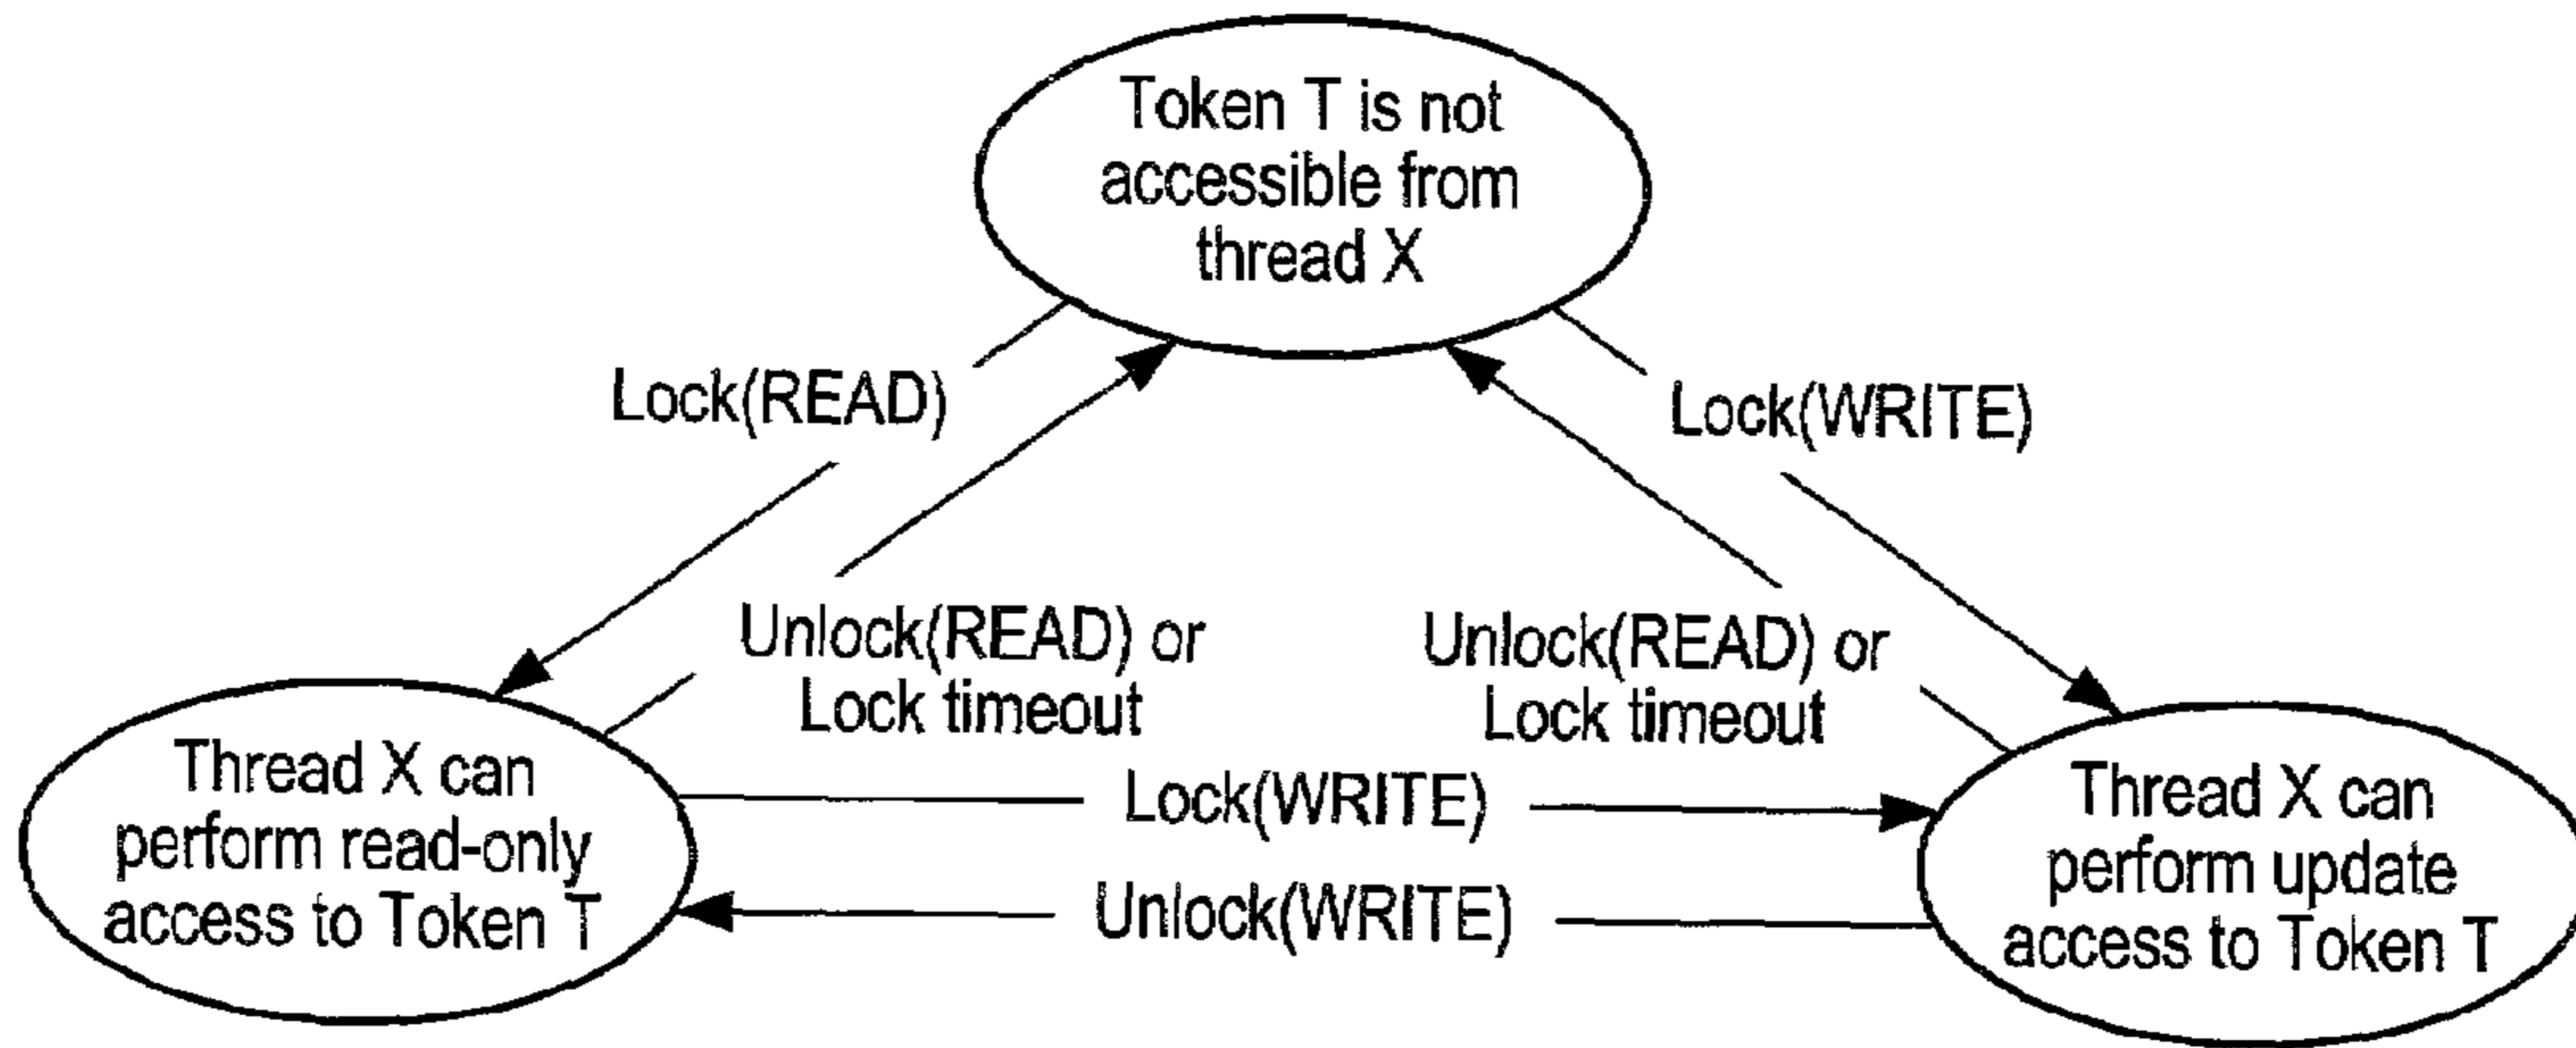 Token T is not
accessible from
thread X
Lock(READ)
Lock(WRITE)
Unlock(READ) or
Lock timeout
Unlock(READ) or
Lock timeout
Thread X can
perform read-only
access to Token T
Lock(WRITE)
Unlock(WRITE)
Thread X can
perform update
access to Token T